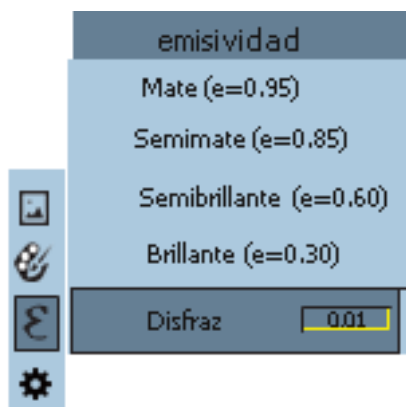 emisividad
Mate (e=0.95)
Semimate (e=0.85)
Semibrillante (e=0.60)
Brillante (e=0.30)
ε
Disfraz 0.01